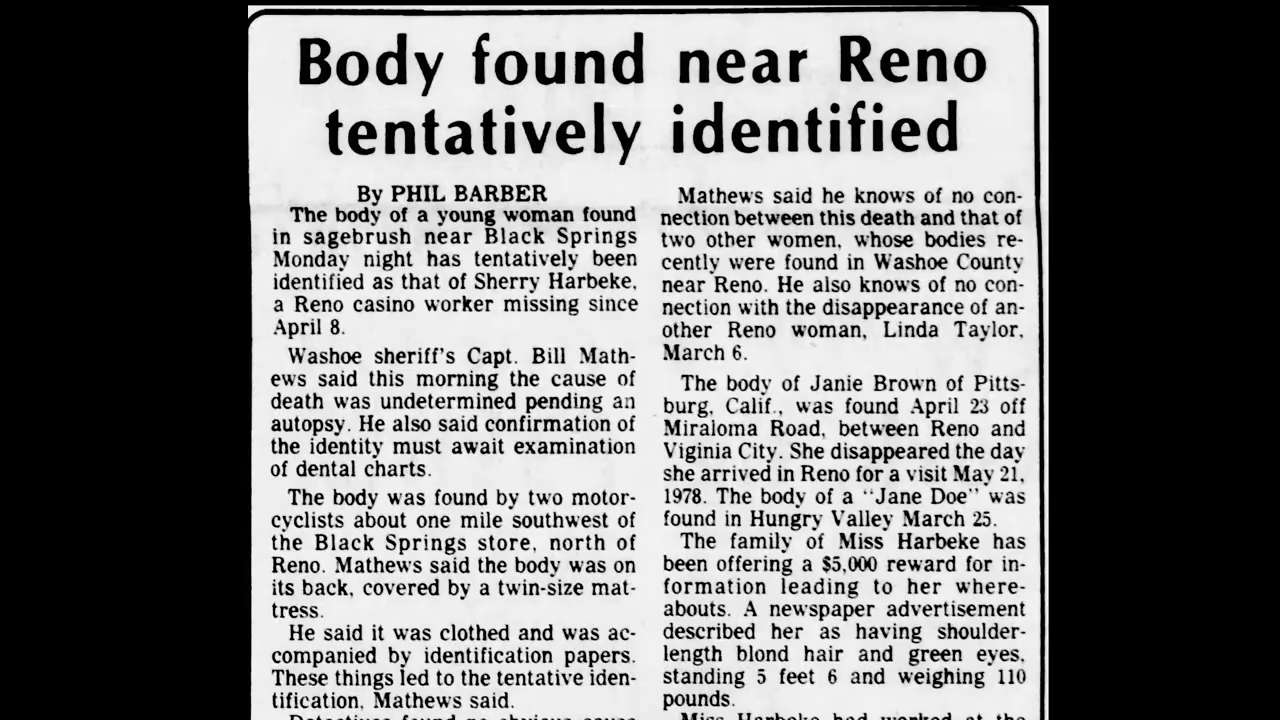 Body found near Reno
tentatively identified
By PHIL BARBER
The body of a young woman found
in sagebrush near Black Springs
Monday night has tentatively been
identified as that of Sherry Harbeke,
a Reno casino worker missing since
April 8.
Washoe sheriff's Capt. Bill Math-
ews said this morning the cause of
death was undetermined pending an
autopsy. He also said confirmation of
the identity must await examination
of dental charts.
The body was found by two motor-
cyclists about one mile southwest of
the Black Springs store, north of
Reno. Mathews said the body was on
its back, covered by a twin-size mat-
tress.
He said it was clothed and was ac-
companied by identification papers.
These things led to the tentative iden-
tification, Mathews said.
Mathews said he knows of no con-
nection between this death and that of
two other women, whose bodies re-
cently were found in Washoe County
near Reno. He also knows of no con-
nection with the disappearance of an-
other Reno woman, Linda Taylor,
March 6.
The body of Janie Brown of Pitts-
burg, Calif., was found April 23 off
Miraloma Road, between Reno and
Viginia City. She disappeared the day
she arrived in Reno for a visit May 21,
1978. The body of a "Jane Doe" was
found in Hungry Valley March 25.
The family of Miss Harbeke has
been offering a $5,000 reward for in-
formation leading to her where-
abouts. A newspaper advertisement
described her as having shoulder-
length blond hair and green eyes,
standing 5 feet 6 and weighing 110
pounds.